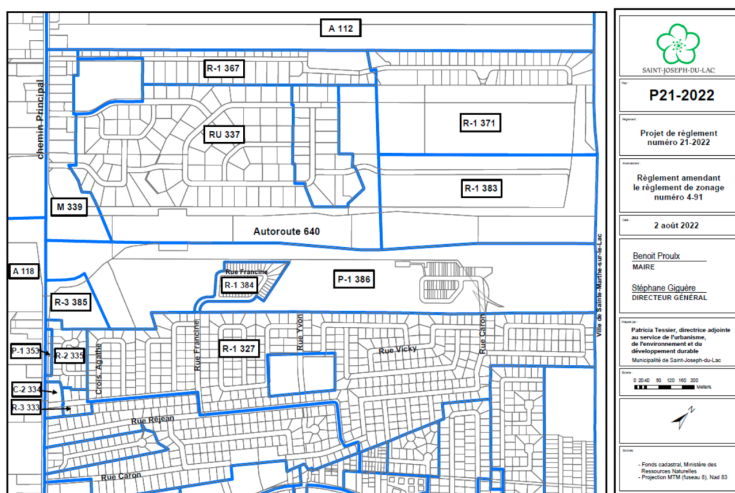 A 112
R-1 367
chemin Principal
RU 337
R-1 371
R-1 383
M 339
Autoroute 640
A 118
Rue Francine
R-1 384
P-1 386
R-3 385
Ville de Sainte-Marthe-sur-le-Lac
P-1 353
R-2 335
Crois. Agathe
Rue Francine
R-1 327
Rue Yvon
Rue Vicky
Rue Caron
C-2 334
R-3 333
Rue Réjean
Rue Caron
SAINT-JOSEPH-DU-LAC
P21-2022
Projet de règlement
numéro 21-2022
Règlement amendant
le règlement de zonage
numéro 4-91
2 août 2022
Benoit Proulx
MAIRE
Stéphane Giguère
DIRECTEUR GÉNÉRAL
Patricia Tessier, directrice adjointe
au service de l'urbanisme,
de l'environnement et du
développement durable
Municipalité de Saint-Joseph-du-Lac
0 20 40 80 120 160 200
Meters
- Fonds cadastral, Ministère des
Ressources Naturelles
- Projection MTM (fuseau 8), Nad 83